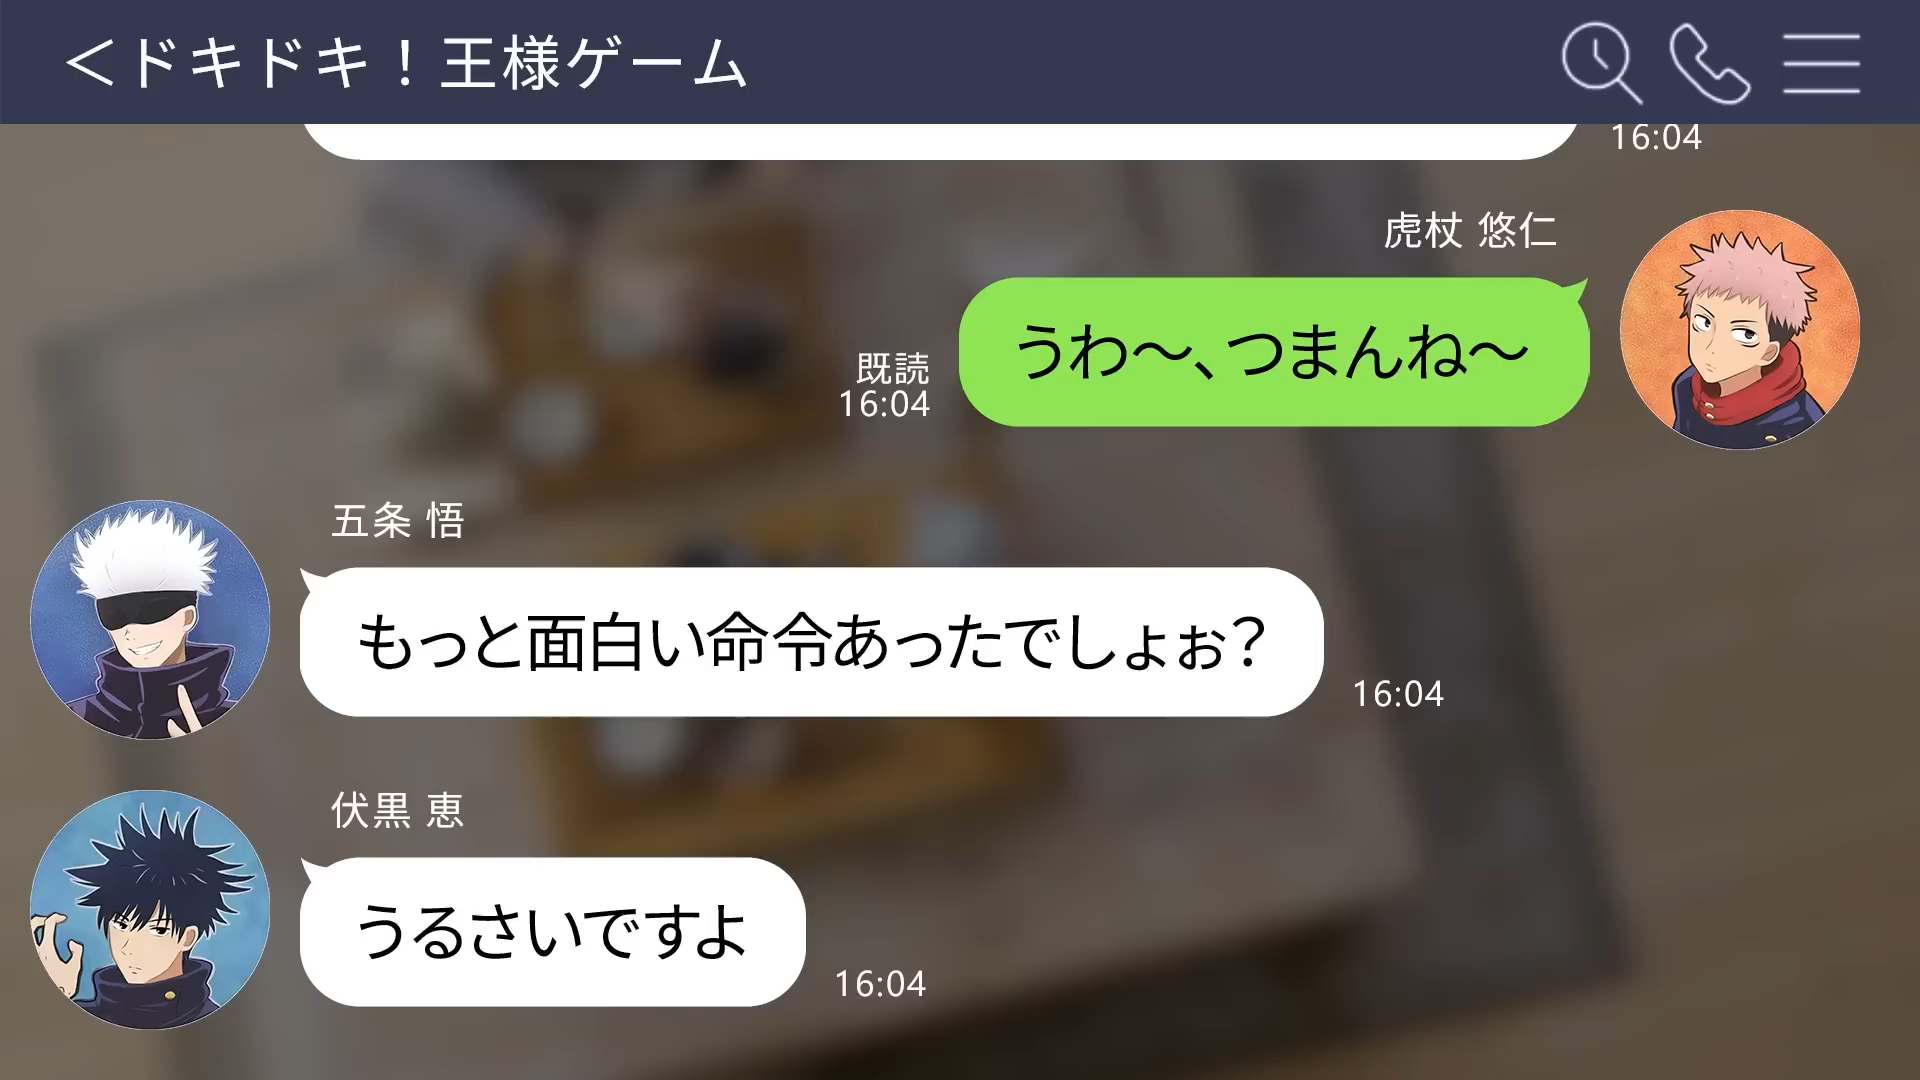 ＜ドキドキ！王様ゲーム
16:04
虎杖 悠仁
うわ～、つまんね～
既読
16:04
五条 悟
もっと面白い命令あったでしょぉ？
16:04
伏黒 恵
うるさいですよ
16:04